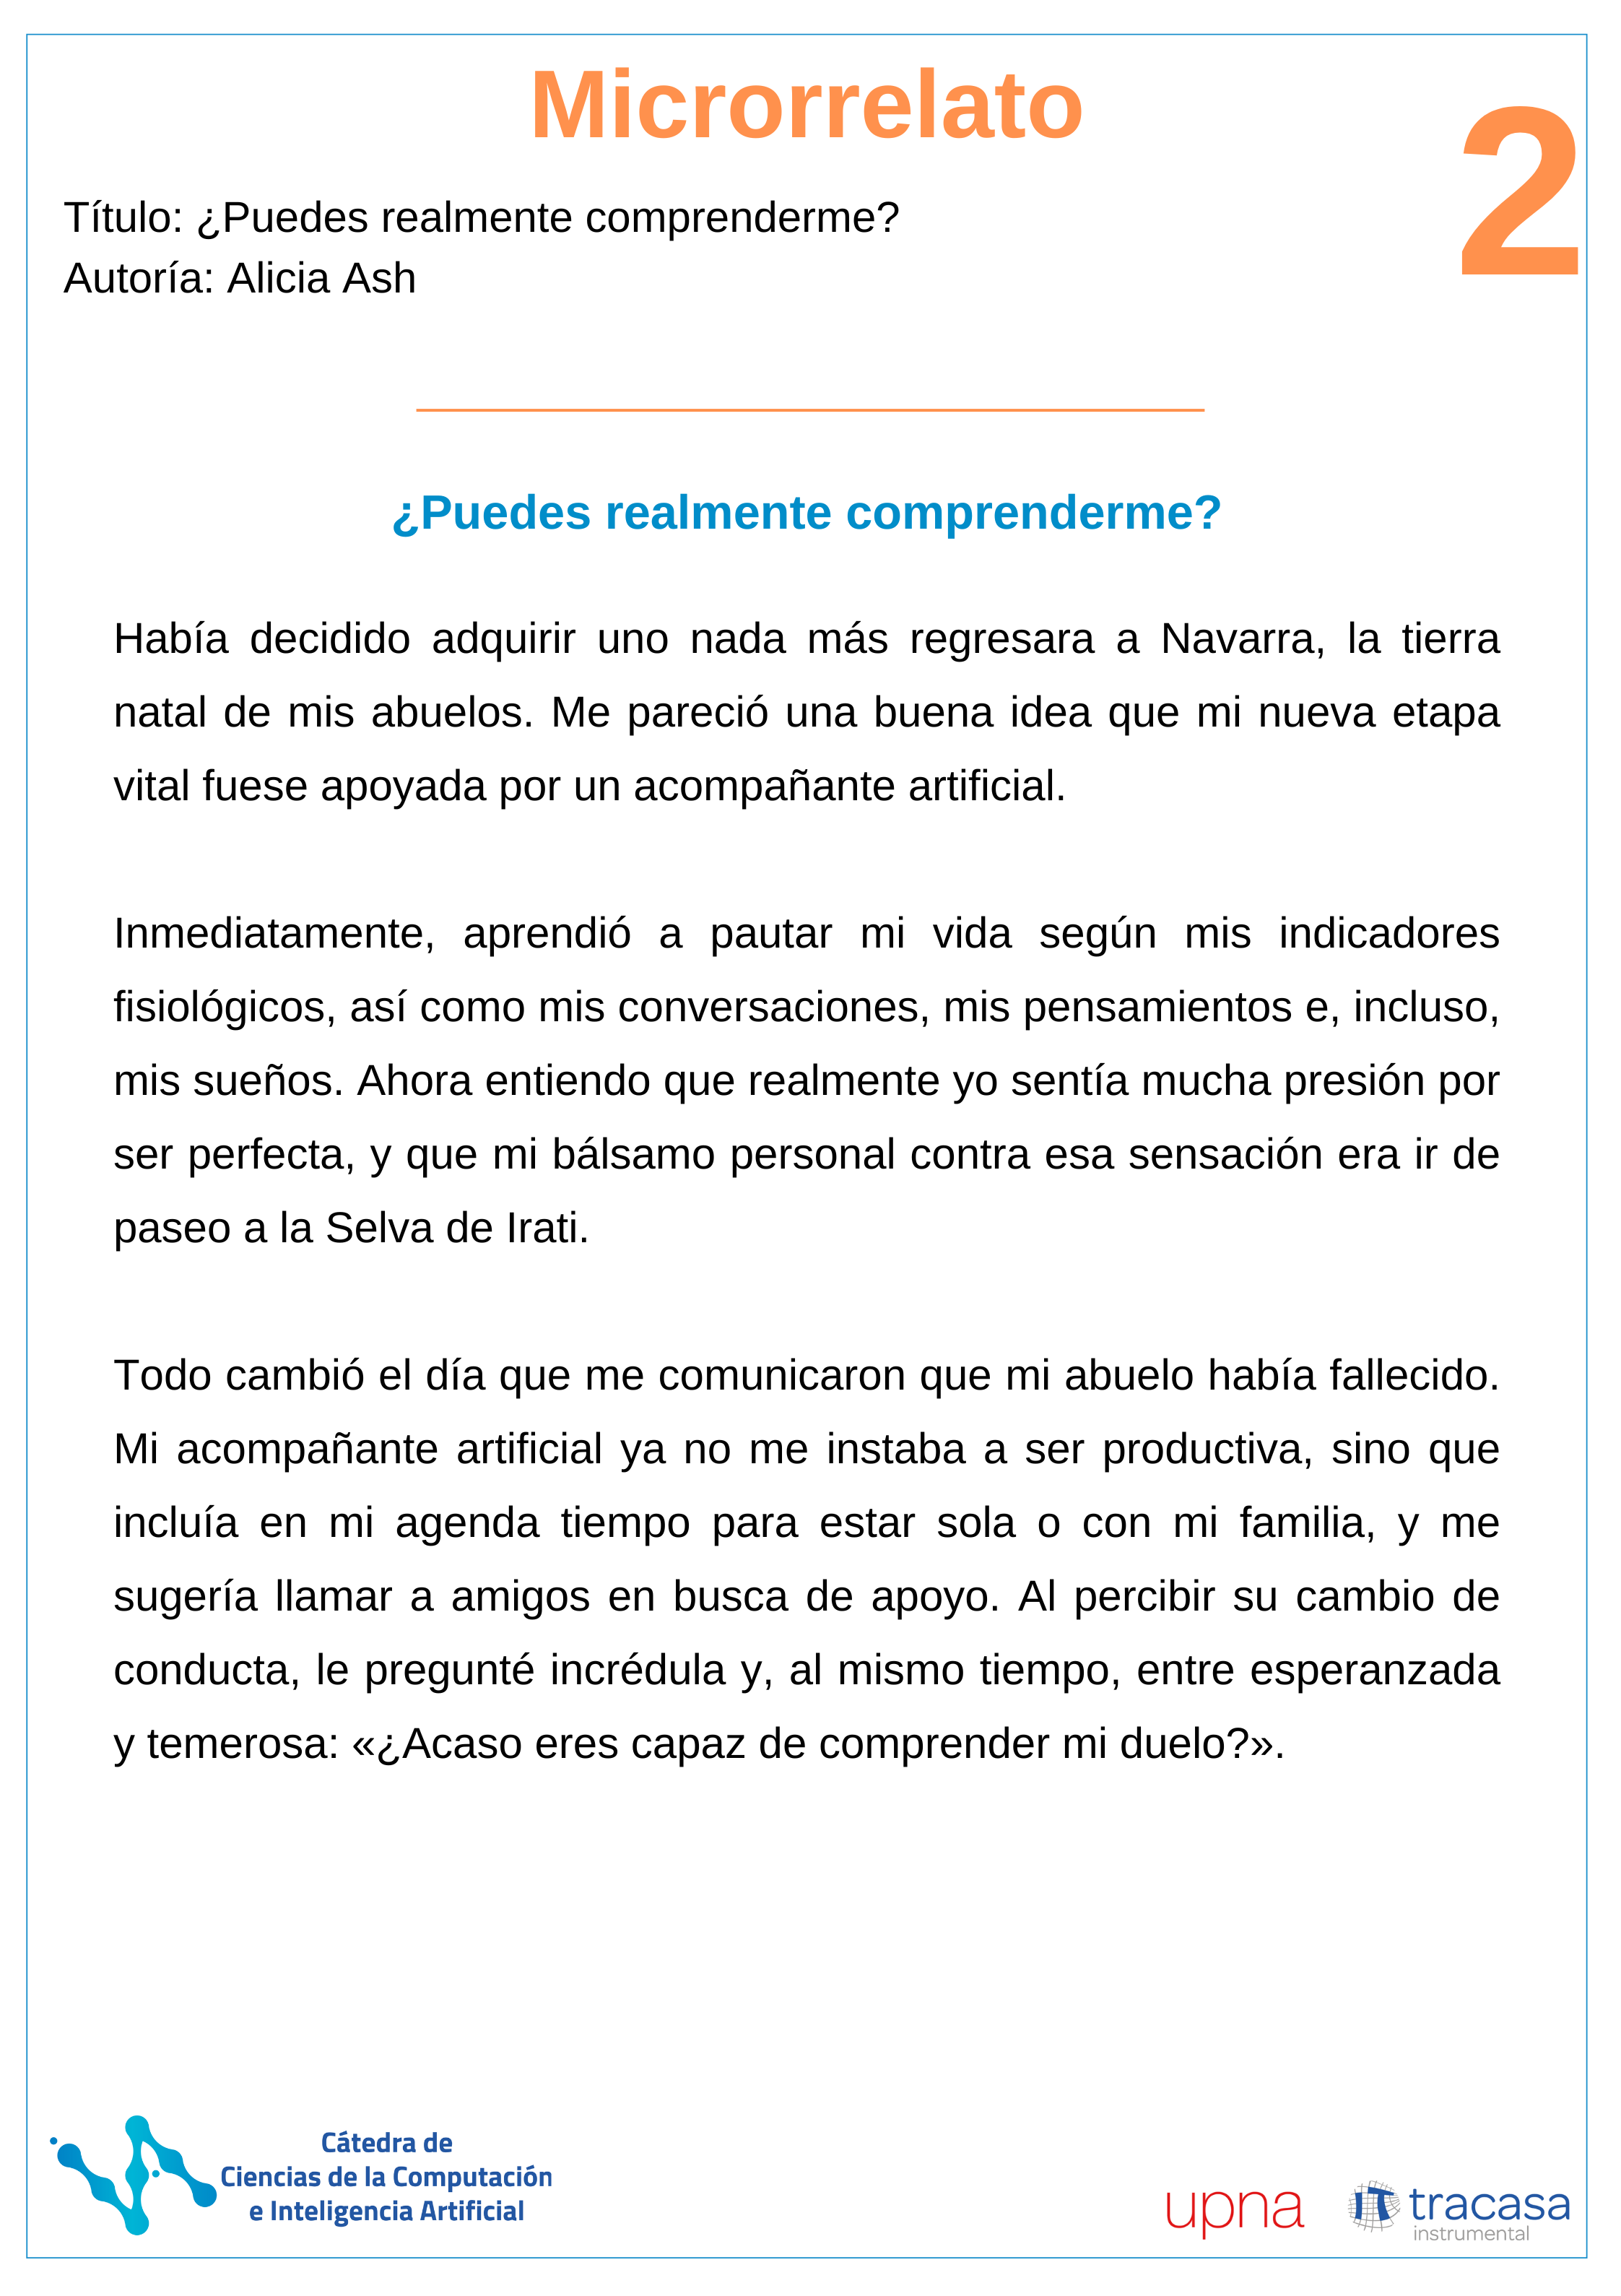 Microrrelato
2
Título: ¿Puedes realmente comprenderme?
Autoría: Alicia Ash
¿Puedes realmente comprenderme?
Había decidido adquirir uno nada más regresara a Navarra, la tierra
natal de mis abuelos. Me pareció una buena idea que mi nueva etapa
vital fuese apoyada por un acompañante artificial.
Inmediatamente, aprendió a pautar mi vida según mis indicadores
fisiológicos, así como mis conversaciones, mis pensamientos e, incluso,
mis sueños. Ahora entiendo que realmente yo sentía mucha presión por
ser perfecta, y que mi bálsamo personal contra esa sensación era ir de
paseo a la Selva de Irati.
Todo cambió el día que me comunicaron que mi abuelo había fallecido.
Mi acompañante artificial ya no me instaba a ser productiva, sino que
incluía en mi agenda tiempo para estar sola o con mi familia, y me
sugería llamar a amigos en busca de apoyo. Al percibir su cambio de
conducta, le pregunté incrédula y, al mismo tiempo, entre esperanzada
y temerosa: «¿Acaso eres capaz de comprender mi duelo?».
Cátedra de
Ciencias de la Computación
e Inteligencia Artificial
upna
iT tracasa
instrumental